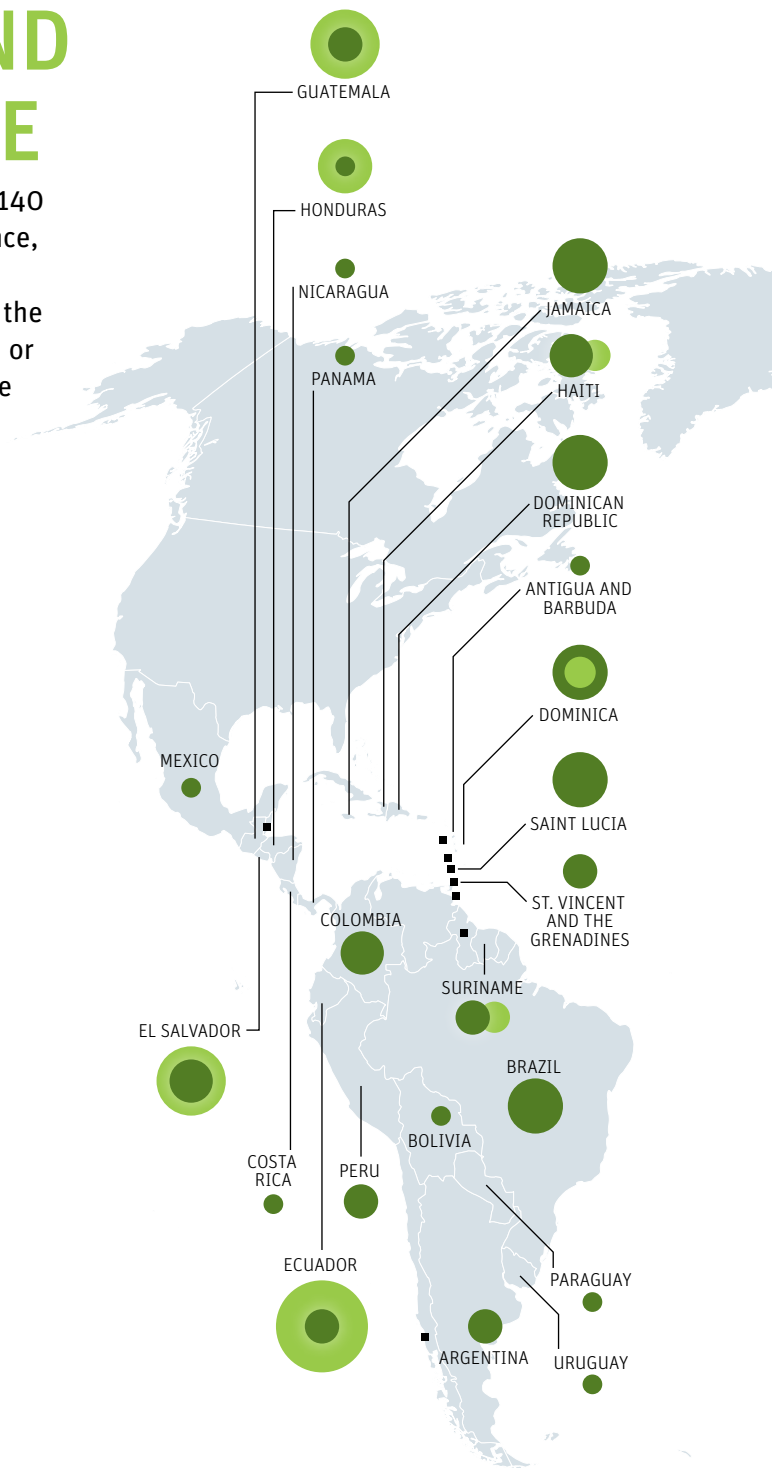 ND
E
140
nce,
the
or
e
GUATEMALA
HONDURAS
NICARAGUA
PANAMA
JAMAICA
HAITI
DOMINICAN
REPUBLIC
ANTIGUA AND
BARBUDA
DOMINICA
MEXICO
SAINT LUCIA
ST. VINCENT
AND THE
GRENADINES
COLOMBIA
SURINAME
EL SALVADOR
BRAZIL
BOLIVIA
COSTA
RICA
PERU
ECUADOR
PARAGUAY
ARGENTINA
URUGUAY